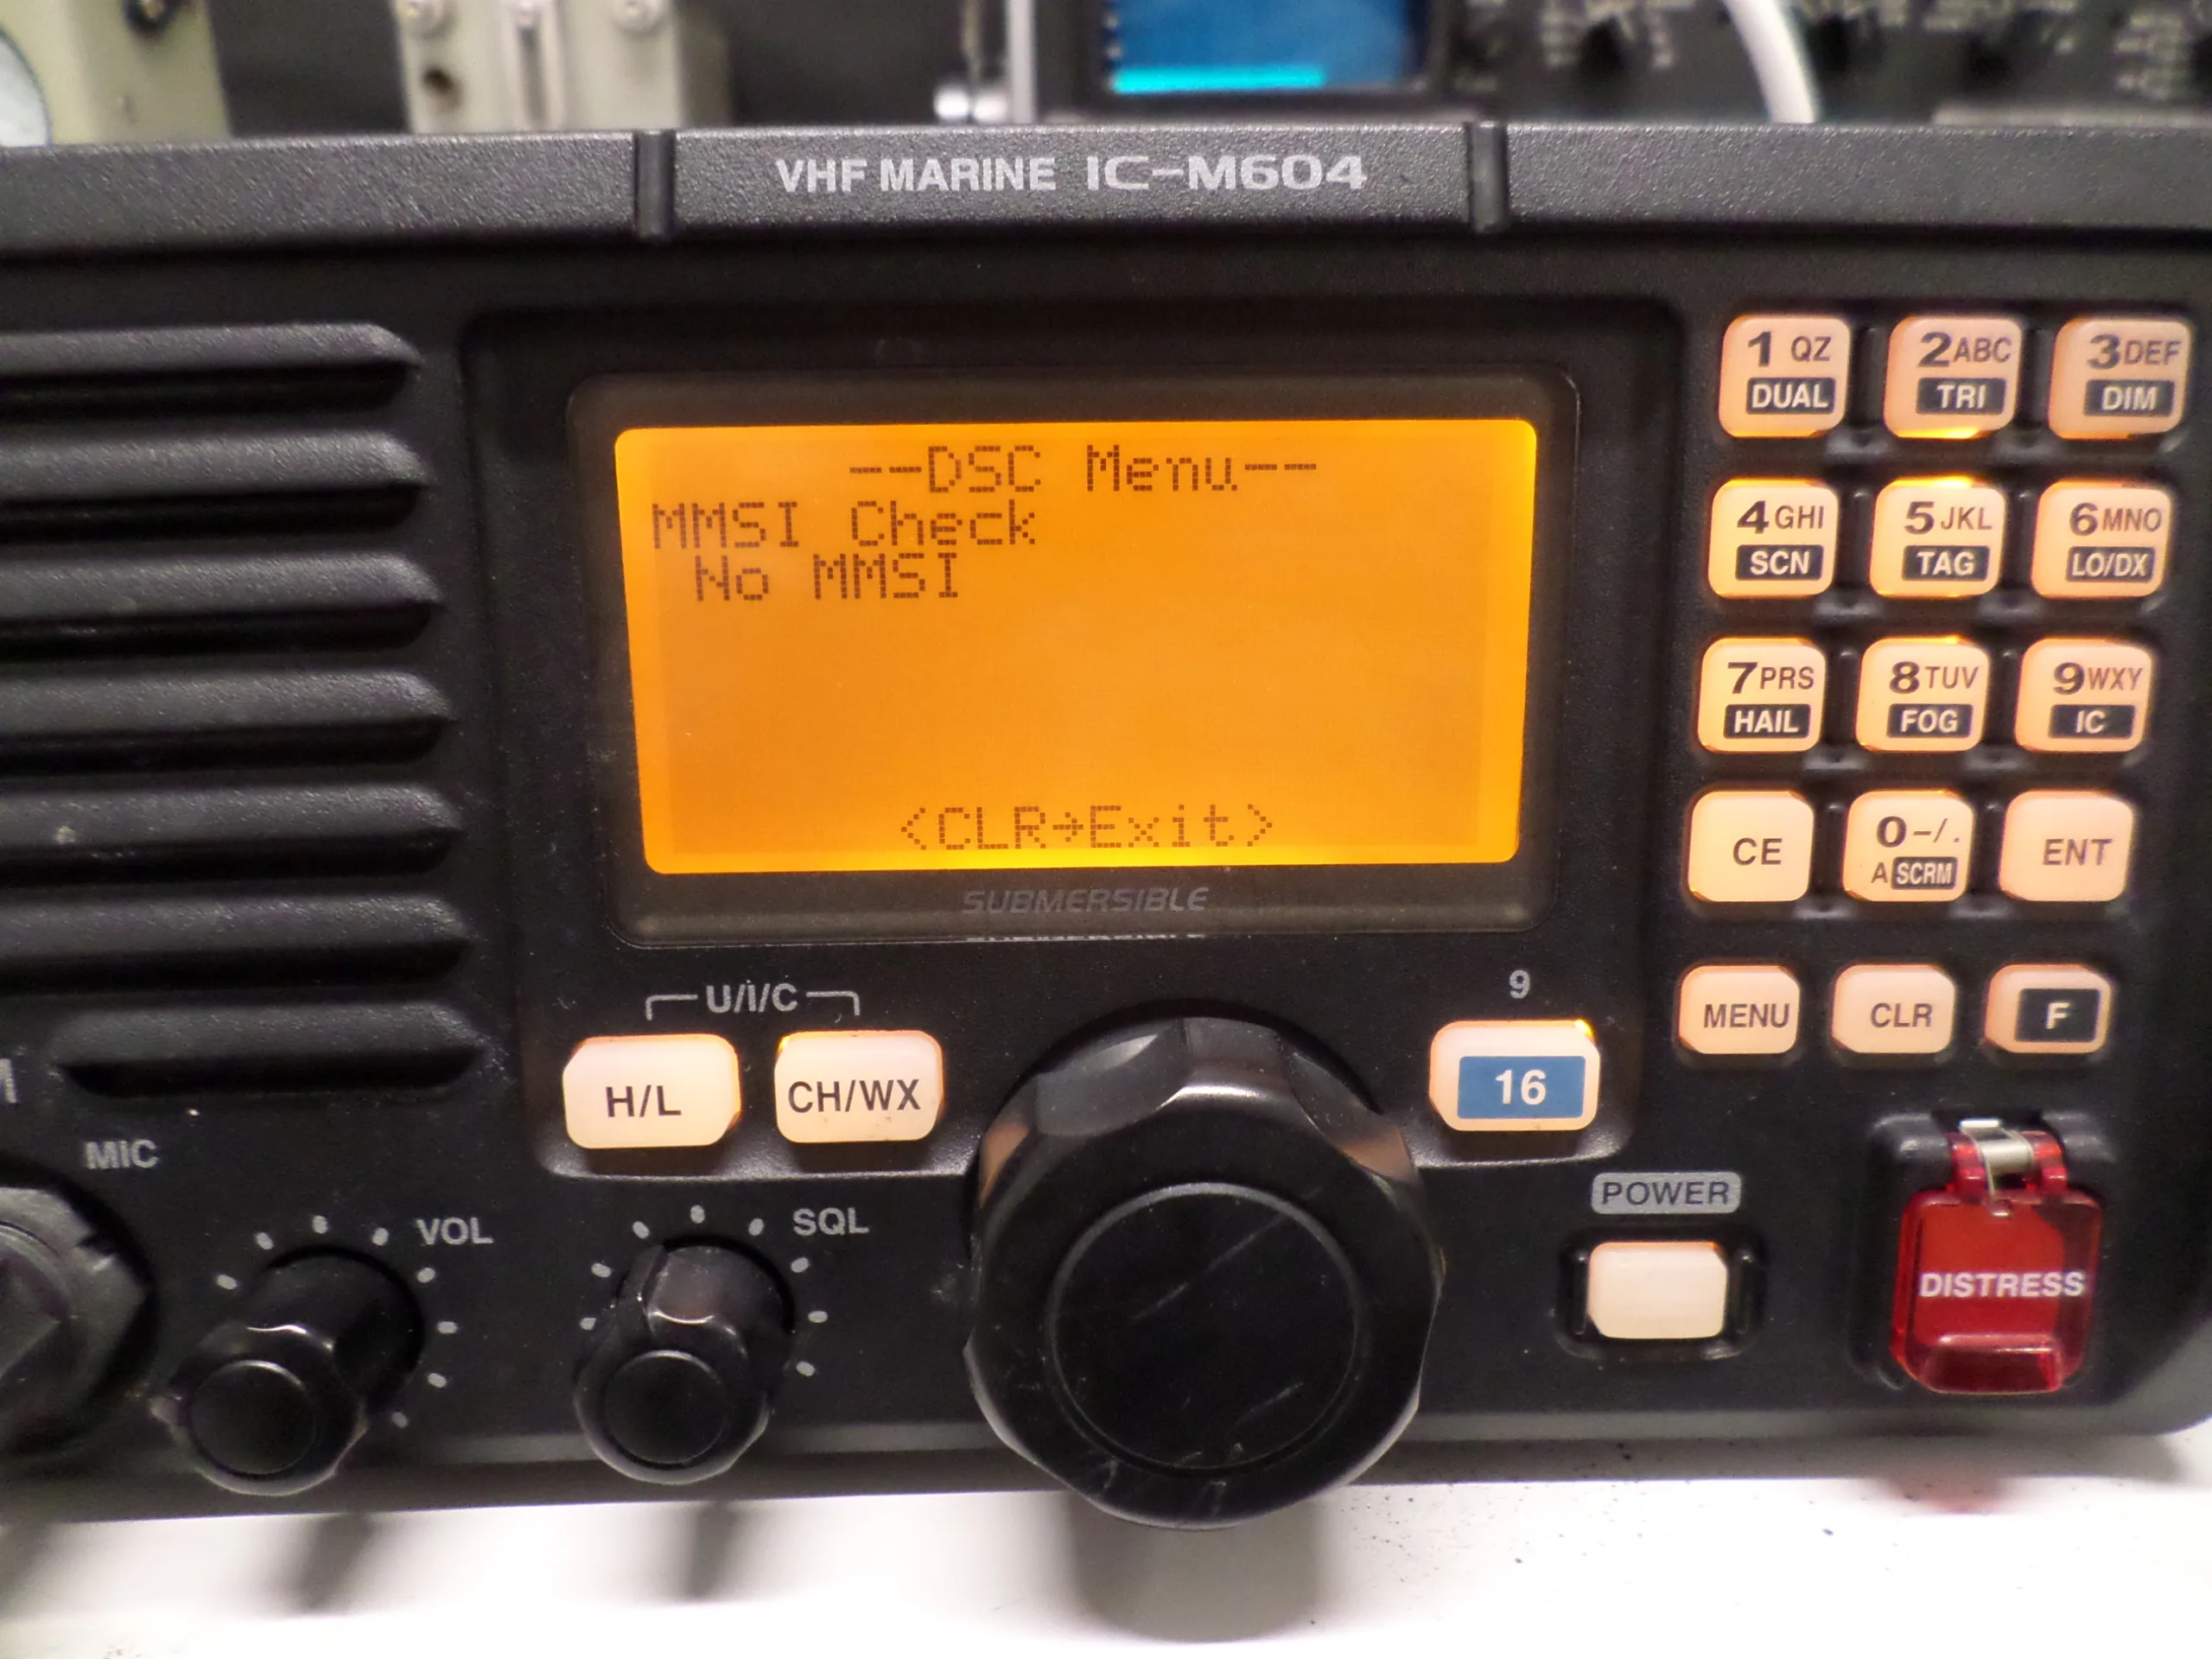 VHF MARINE IC-M604
--DSC Menu--
MMSI Check
No MMSI
<CLR→Exit>
SUBMERSIBLE
1 QZ 2 ABC 3 DEF
DUAL TRI DIM
4 GHI 5 JKL 6 MNO
SCN TAG LO/DX
7 PRS 8 TUV 9 WXY
HAIL FOG IC
CE 0 -/. ENT
A SCRM
MENU CLR F
U/I/C
9
H/L CH/WX 16
MIC
VOL SQL
POWER
DISTRESS